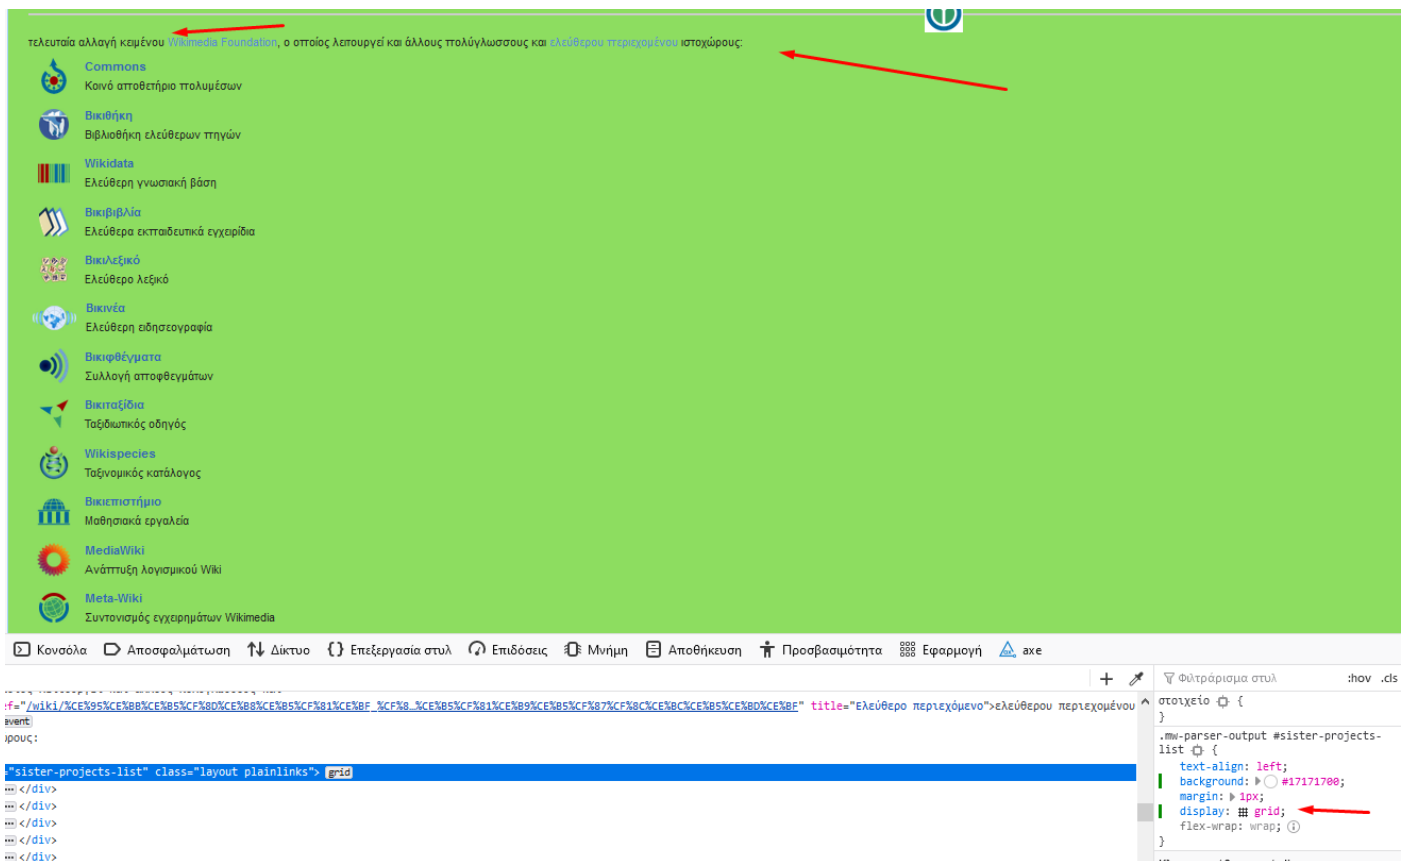 τελευταία αλλαγή κειμένου Wikimedia Foundation, ο οποίος λειτουργεί και άλλους πολύγλωσσους και ελεύθερου περιεχομένου ιστοχώρους:
Commons
Κοινό αποθετήριο πολυμέσων
Βικιθήκη
Βιβλιοθήκη ελεύθερων πηγών
Wikidata
Ελεύθερη γνωσιακή βάση
Βικιβιβλία
Ελεύθερα εκπαιδευτικά εγχειρίδια
Βικιλεξικό
Ελεύθερο λεξικό
Βικινέα
Ελεύθερη ειδησεογραφία
Βικιφθέγματα
Συλλογή αποφθεγμάτων
Βικιταξίδια
Ταξιδιωτικός οδηγός
Wikispecies
Ταξινομικός κατάλογος
Βικιεπιστήμιο
Μαθησιακά εργαλεία
MediaWiki
Ανάπτυξη λογισμικού Wiki
Meta-Wiki
Συντονισμός εγχειρημάτων Wikimedia
Κονσόλα Αποσφαλμάτωση Δίκτυο {} Επεξεργασία στυλ Επιδόσεις Μνήμη Αποθήκευση Προσβασιμότητα Εφαρμογή axe
+ Φιλτράρισμα στυλ :hov .cls
ef="/wiki/%CE%95%CE%BB%CE%B5%CF%8D%CE%B8%CE%B5%CF%81%CE%BF_%CF%8…%CE%B5%CF%81%CE%B9%CE%B5%CF%87%CF%8C%CE%BC%CE%B5%CE%BD%CE%BF" title="Ελεύθερο περιεχόμενο">ελεύθερου περιεχομένου
event
ώρους:
="sister-projects-list" class="layout plainlinks"> grid
</div>
</div>
</div>
</div>
</div>
στοιχείο {
}
.mw-parser-output #sister-projects-
list {
text-align: left;
background: #17171700;
margin: 1px;
display: grid;
flex-wrap: wrap;
}